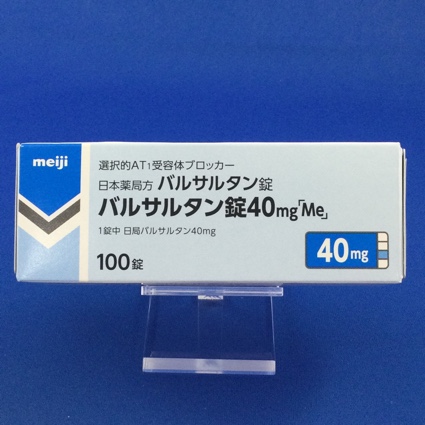 meiji
選択的AT1受容体ブロッカー
日本薬局方 バルサルタン錠
バルサルタン錠40mg「Me」
1錠中 日局バルサルタン40mg
100錠
40mg